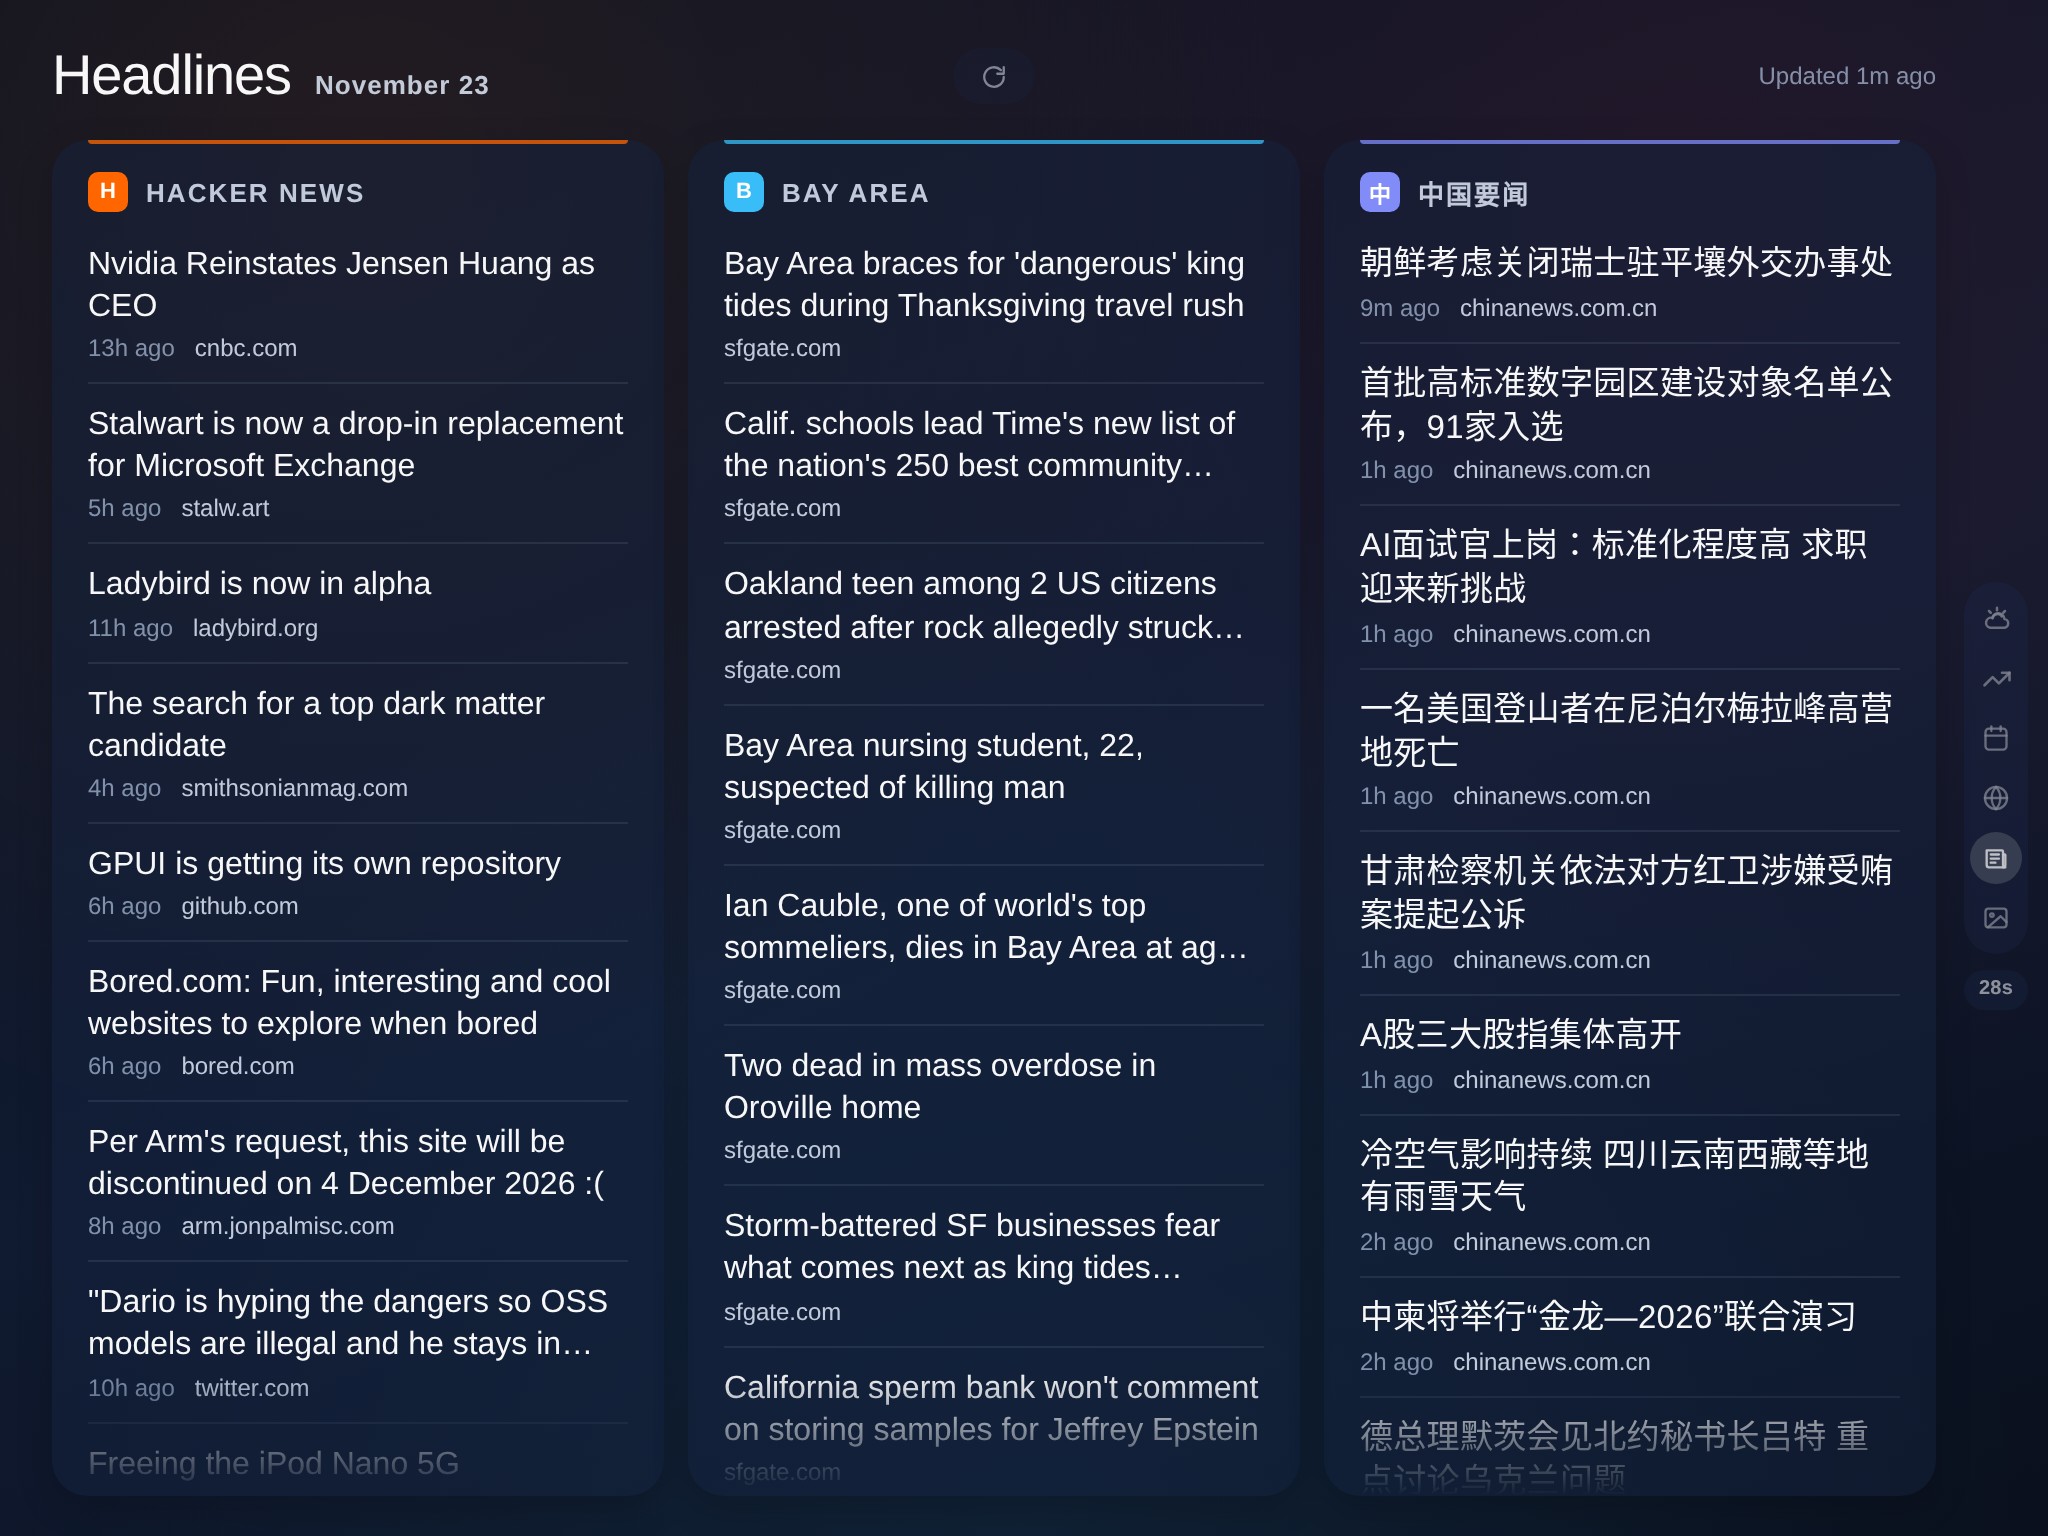 Headlines November 23
Updated 1m ago
H HACKER NEWS
Nvidia Reinstates Jensen Huang as
CEO
13h ago cnbc.com
Stalwart is now a drop-in replacement
for Microsoft Exchange
5h ago stalw.art
Ladybird is now in alpha
11h ago ladybird.org
The search for a top dark matter
candidate
4h ago smithsonianmag.com
GPUI is getting its own repository
6h ago github.com
Bored.com: Fun, interesting and cool
websites to explore when bored
6h ago bored.com
Per Arm's request, this site will be
discontinued on 4 December 2026 :(
8h ago arm.jonpalmisc.com
"Dario is hyping the dangers so OSS
models are illegal and he stays in…
10h ago twitter.com
Freeing the iPod Nano 5G
B BAY AREA
Bay Area braces for 'dangerous' king
tides during Thanksgiving travel rush
sfgate.com
Calif. schools lead Time's new list of
the nation's 250 best community…
sfgate.com
Oakland teen among 2 US citizens
arrested after rock allegedly struck…
sfgate.com
Bay Area nursing student, 22,
suspected of killing man
sfgate.com
Ian Cauble, one of world's top
sommeliers, dies in Bay Area at ag…
sfgate.com
Two dead in mass overdose in
Oroville home
sfgate.com
Storm-battered SF businesses fear
what comes next as king tides…
sfgate.com
California sperm bank won't comment
on storing samples for Jeffrey Epstein
sfgate.com
中 中国要闻
朝鲜考虑关闭瑞士驻平壤外交办事处
9m ago chinanews.com.cn
首批高标准数字园区建设对象名单公
布，91家入选
1h ago chinanews.com.cn
AI面试官上岗：标准化程度高 求职
迎来新挑战
1h ago chinanews.com.cn
一名美国登山者在尼泊尔梅拉峰高营
地死亡
1h ago chinanews.com.cn
甘肃检察机关依法对方红卫涉嫌受贿
案提起公诉
1h ago chinanews.com.cn
A股三大股指集体高开
1h ago chinanews.com.cn
冷空气影响持续 四川云南西藏等地
有雨雪天气
2h ago chinanews.com.cn
中柬将举行“金龙—2026”联合演习
2h ago chinanews.com.cn
德总理默茨会见北约秘书长吕特 重
点讨论乌克兰问题
28s